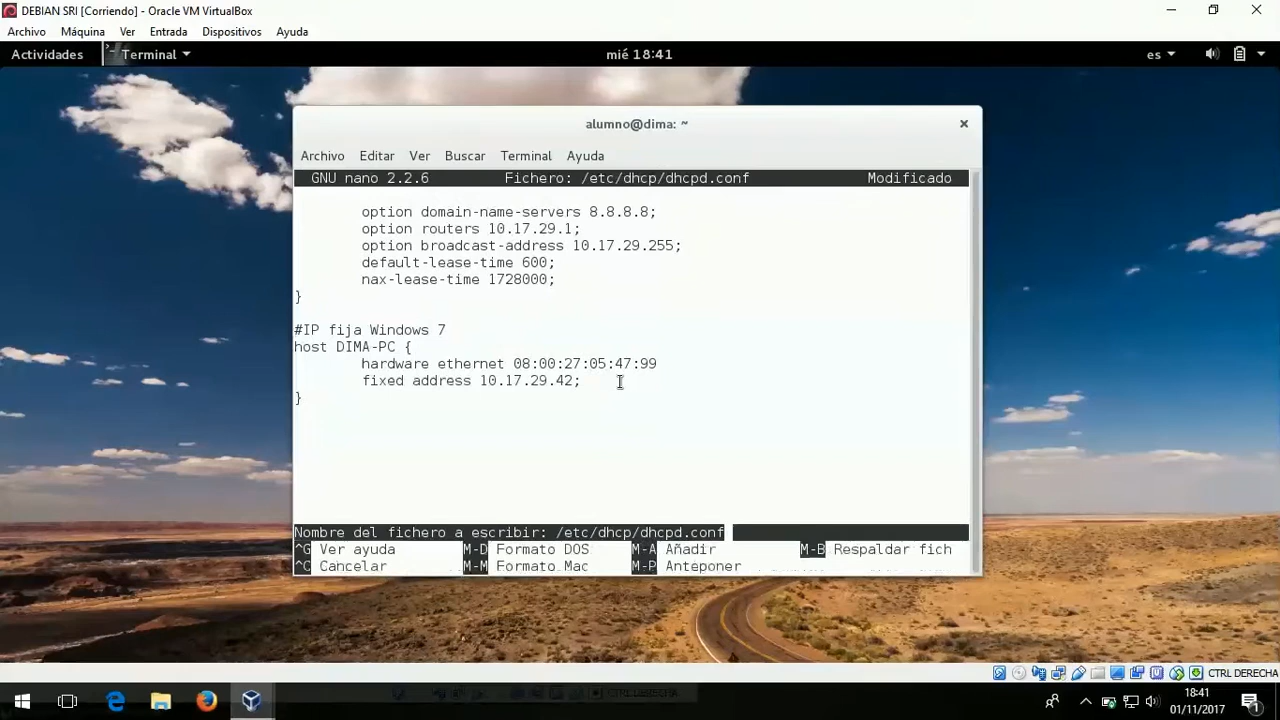 DEBIAN SRI [Corriendo] - Oracle VM VirtualBox
Archivo Máquina Ver Entrada Dispositivos Ayuda
Actividades Terminal mié 18:41 es
alumno@dima: ~
Archivo Editar Ver Buscar Terminal Ayuda
GNU nano 2.2.6 Fichero: /etc/dhcp/dhcpd.conf Modificado
option domain-name-servers 8.8.8.8;
option routers 10.17.29.1;
option broadcast-address 10.17.29.255;
default-lease-time 600;
nax-lease-time 1728000;
}
#IP fija Windows 7
host DIMA-PC {
hardware ethernet 08:00:27:05:47:99
fixed address 10.17.29.42;
}
Nombre del fichero a escribir: /etc/dhcp/dhcpd.conf
^G Ver ayuda M-D Formato DOS M-A Añadir M-B Respaldar fich
^C Cancelar M-M Formato Mac M-P Anteponer
CTRL DERECHA
CTRL DERECHA
18:41
01/11/2017
1